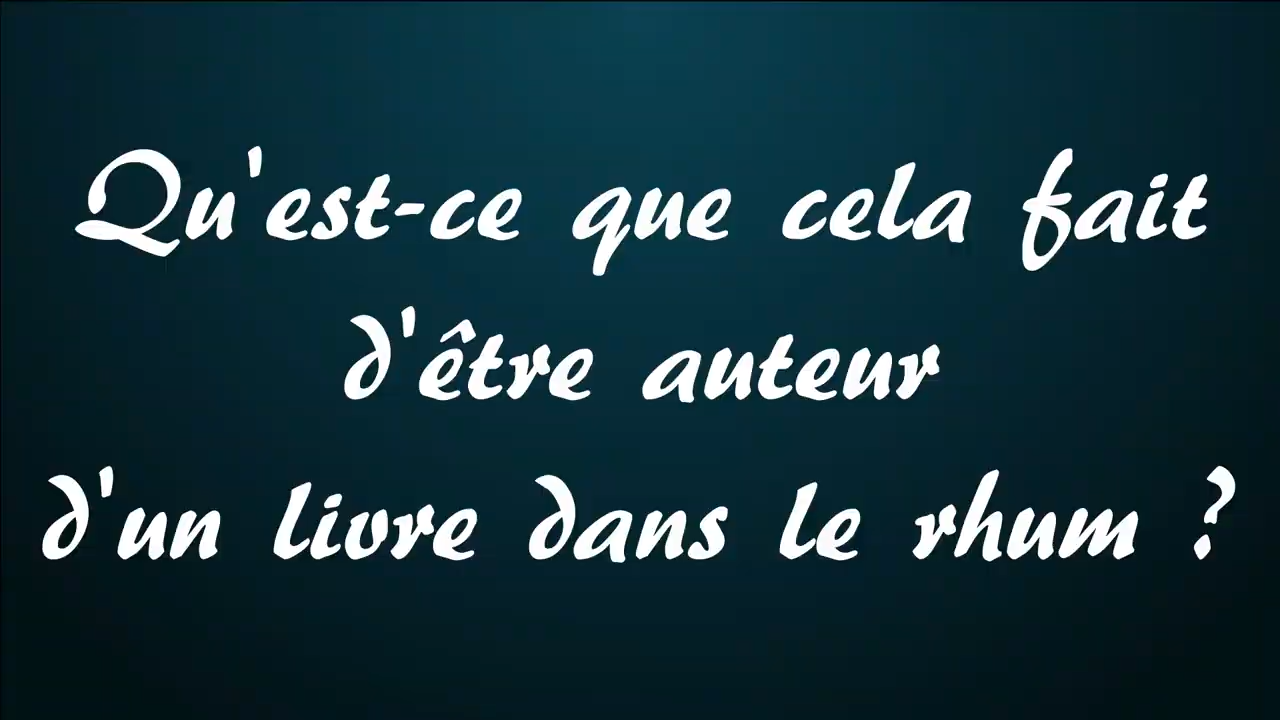 Qu'est-ce que cela fait
d'être auteur
d'un livre dans le rhum ?